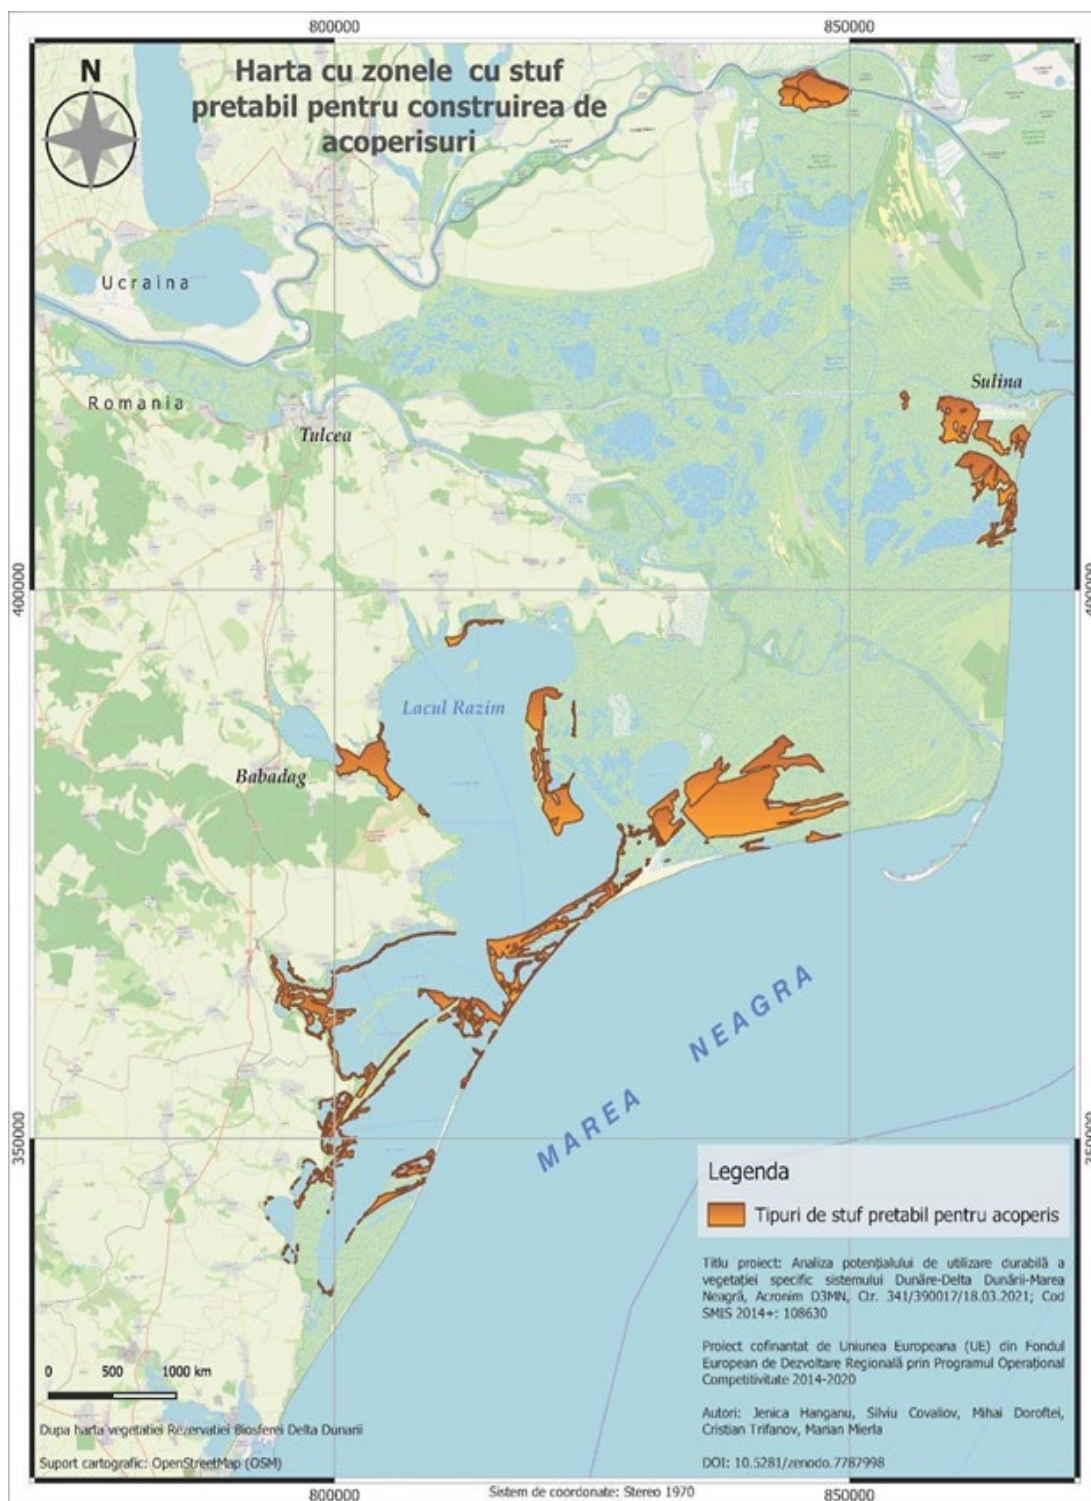 800000
850000
N
Harta cu zonele cu stuf
pretabil pentru construirea de
acoperisuri
Ucraina
Romania
Sulina
Tulcea
400000
400000
Lacul Razim
Babadag
MAREA NEAGRA
350000
350000
Legenda
Tipuri de stuf pretabil pentru acoperis
Titlu proiect: Analiza potențialului de utilizare durabilă a
vegetației specific sistemului Dunăre-Delta Dunării-Marea
Neagră, Acronim D3MN, Ctr. 341/390017/18.03.2021; Cod
SMIS 2014+: 108630
Proiect cofinantat de Uniunea Europeana (UE) din Fondul
European de Dezvoltare Regională prin Programul Operațional
Competitivitate 2014-2020
0 500 1000 km
Autori: Jenica Hanganu, Silviu Covaliov, Mihai Doroftei,
Cristian Trifanov, Marian Mierla
Dupa harta vegetatiei Rezervatiei Biosferei Delta Dunarii
Suport cartografic: OpenStreetMap (OSM)
DOI: 10.5281/zenodo.7787998
800000
Sistem de coordonate: Stereo 1970
850000